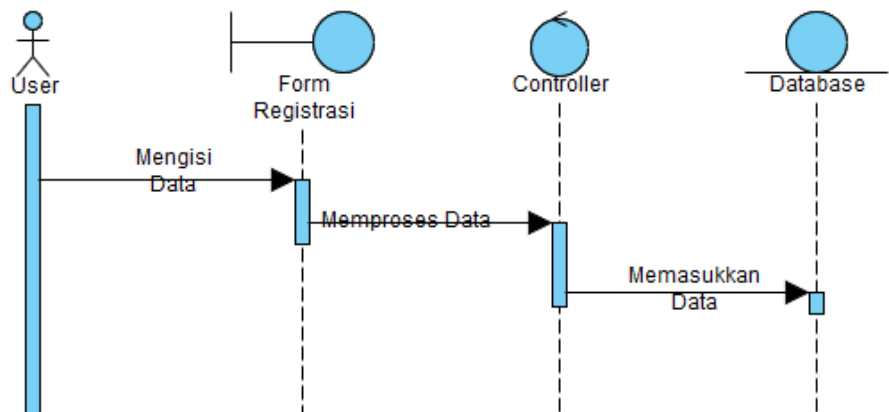 User
Form
Registrasi
Controller
Database
Mengisi
Data
Memproses Data
Memasukkan
Data